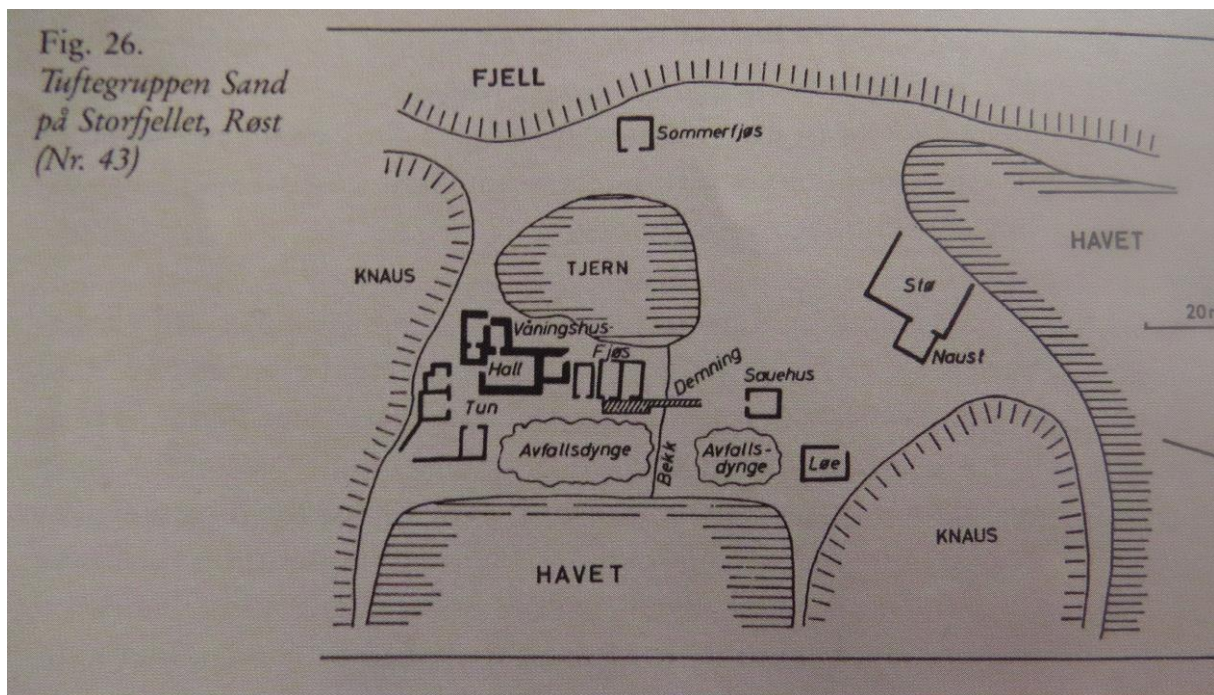 Fig. 26.
Tuftegruppen Sand
på Storfjellet, Røst
(Nr. 43)
FJELL
Sommerfjøs
HAVET
KNAUS
TJERN
Stø
20
Våningshus-
Naust
Fjøs
Hall
Demning
Sauehus
Tun
Avfallsdynge
Bekk
Avfalls-
dynge
Løe
KNAUS
HAVET